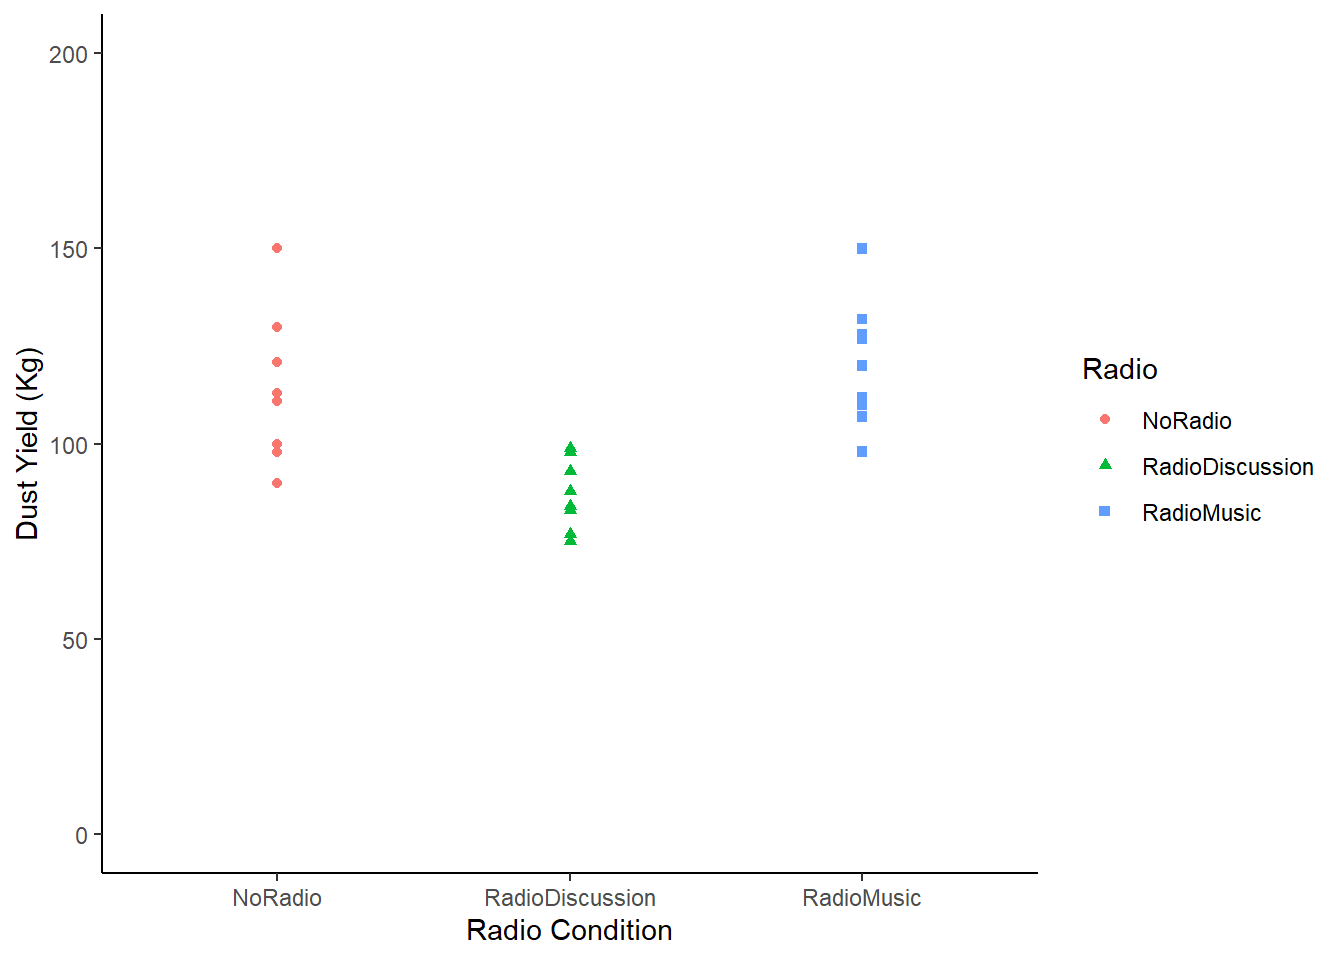 Dust Yield (Kg)
200
150
100
50
0
NoRadio
RadioDiscussion
RadioMusic
Radio Condition
Radio
NoRadio
RadioDiscussion
RadioMusic